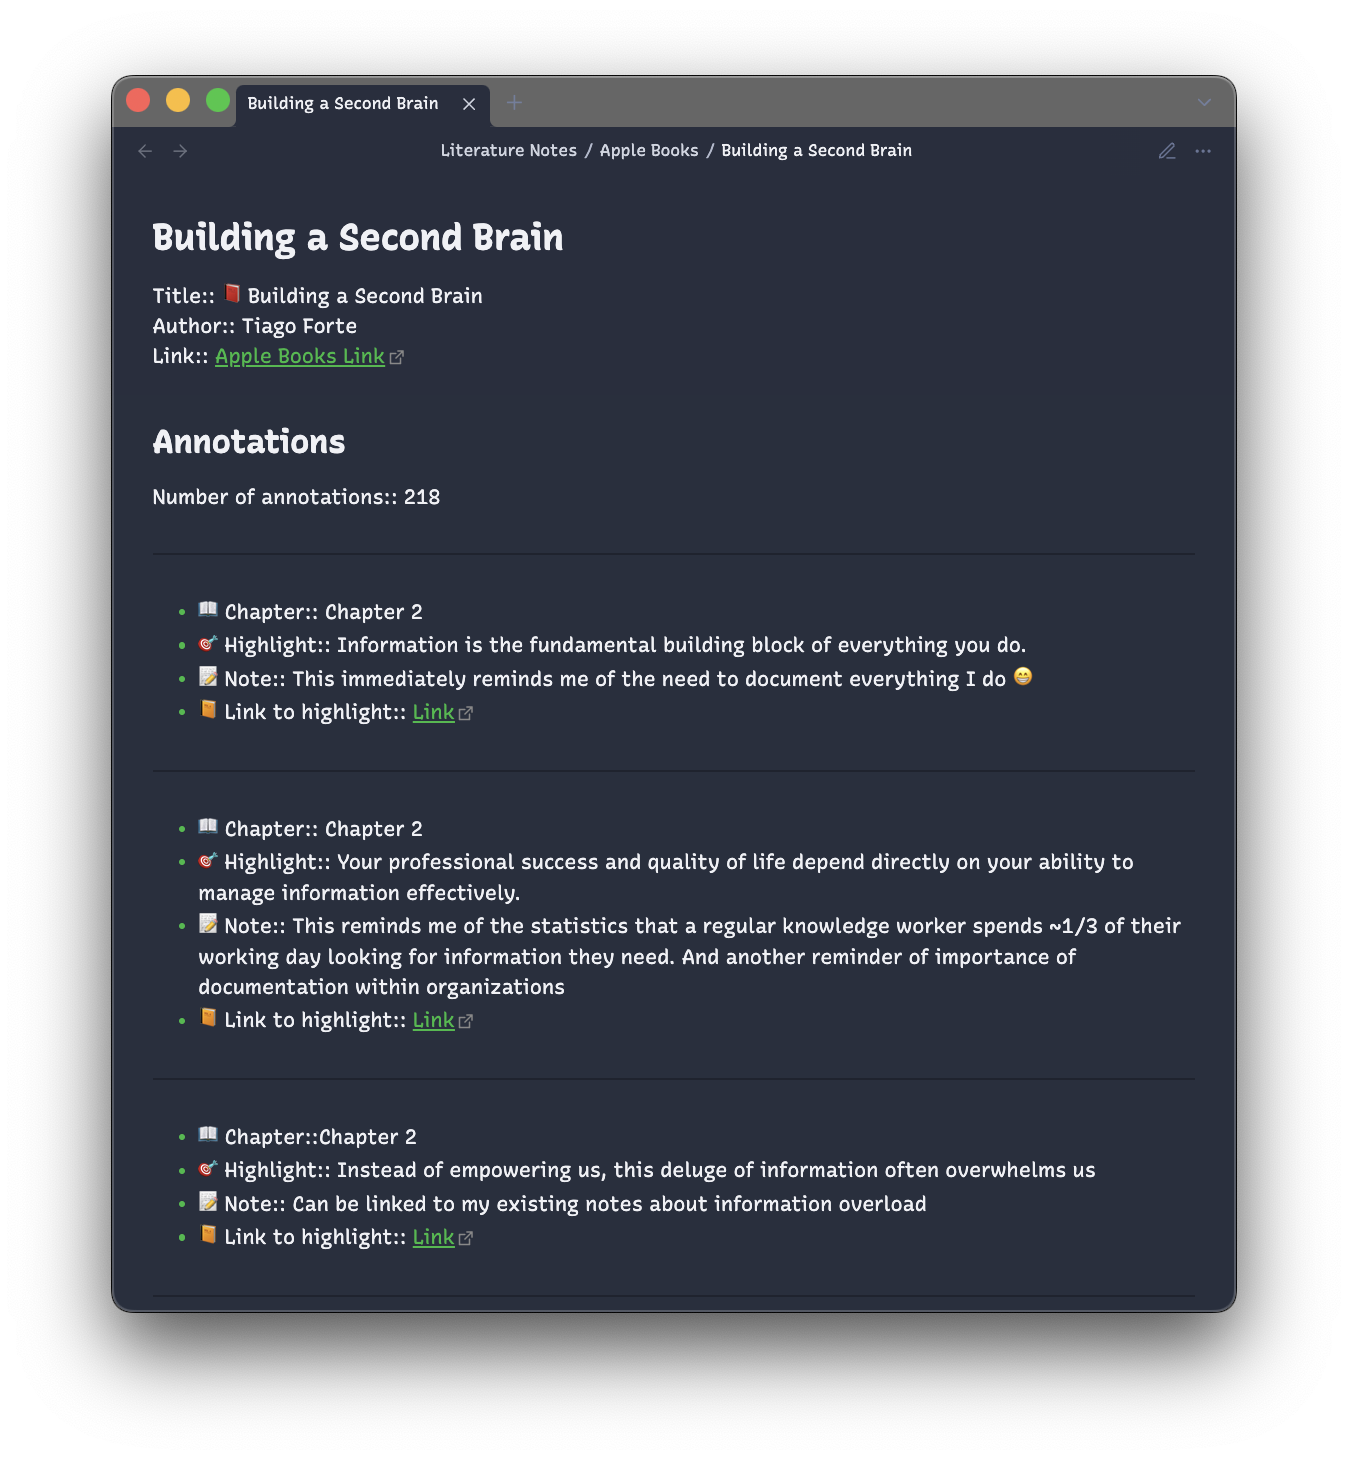 Building a Second Brain
Literature Notes / Apple Books / Building a Second Brain
Building a Second Brain
Title:: 📕 Building a Second Brain
Author:: Tiago Forte
Link:: Apple Books Link
Annotations
Number of annotations:: 218
📖 Chapter:: Chapter 2
🎯 Highlight:: Information is the fundamental building block of everything you do.
📝 Note:: This immediately reminds me of the need to document everything I do 😁
📙 Link to highlight:: Link
📖 Chapter:: Chapter 2
🎯 Highlight:: Your professional success and quality of life depend directly on your ability to
manage information effectively.
📝 Note:: This reminds me of the statistics that a regular knowledge worker spends ~1/3 of their
working day looking for information they need. And another reminder of importance of
documentation within organizations
📙 Link to highlight:: Link
📖 Chapter::Chapter 2
🎯 Highlight:: Instead of empowering us, this deluge of information often overwhelms us
📝 Note:: Can be linked to my existing notes about information overload
📙 Link to highlight:: Link